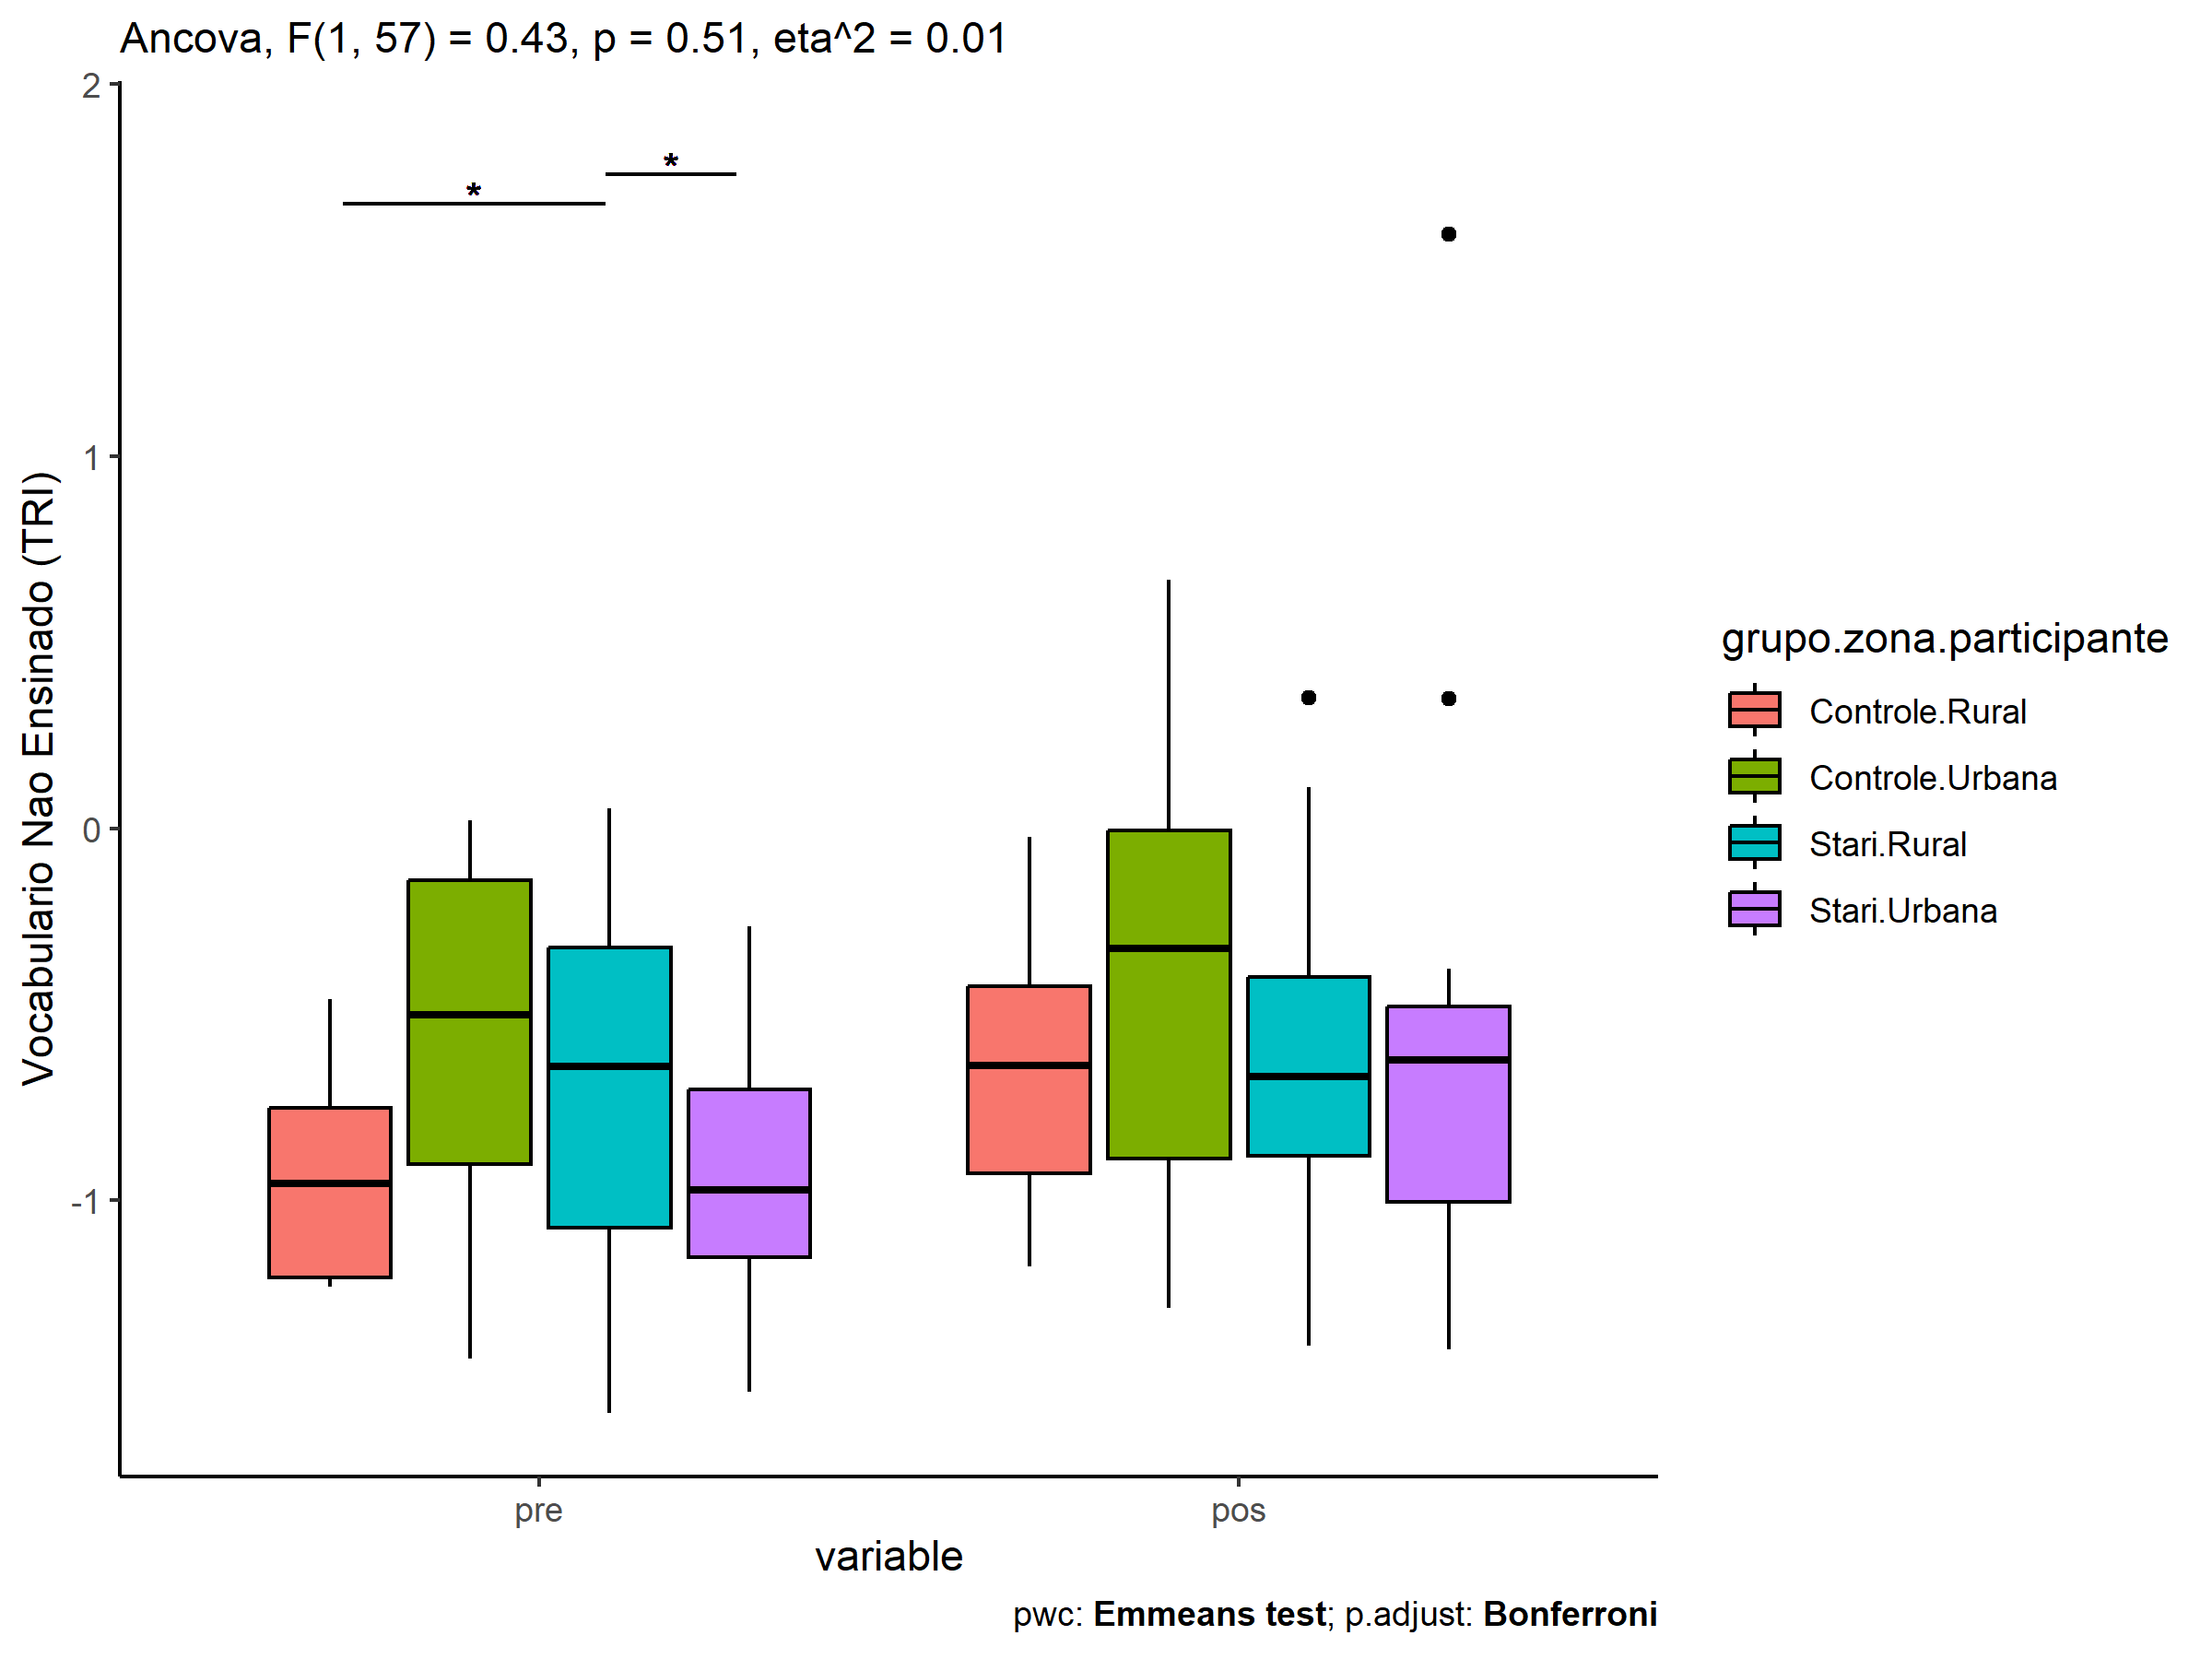 Ancova, F(1, 57) = 0.43, p = 0.51, eta^2 = 0.01
2
1
0
-1
Vocabulario Nao Ensinado (TRI)
*
*
pre
pos
variable
grupo.zona.participante
Controle.Rural
Controle.Urbana
Stari.Rural
Stari.Urbana
pwc: Emmeans test; p.adjust: Bonferroni